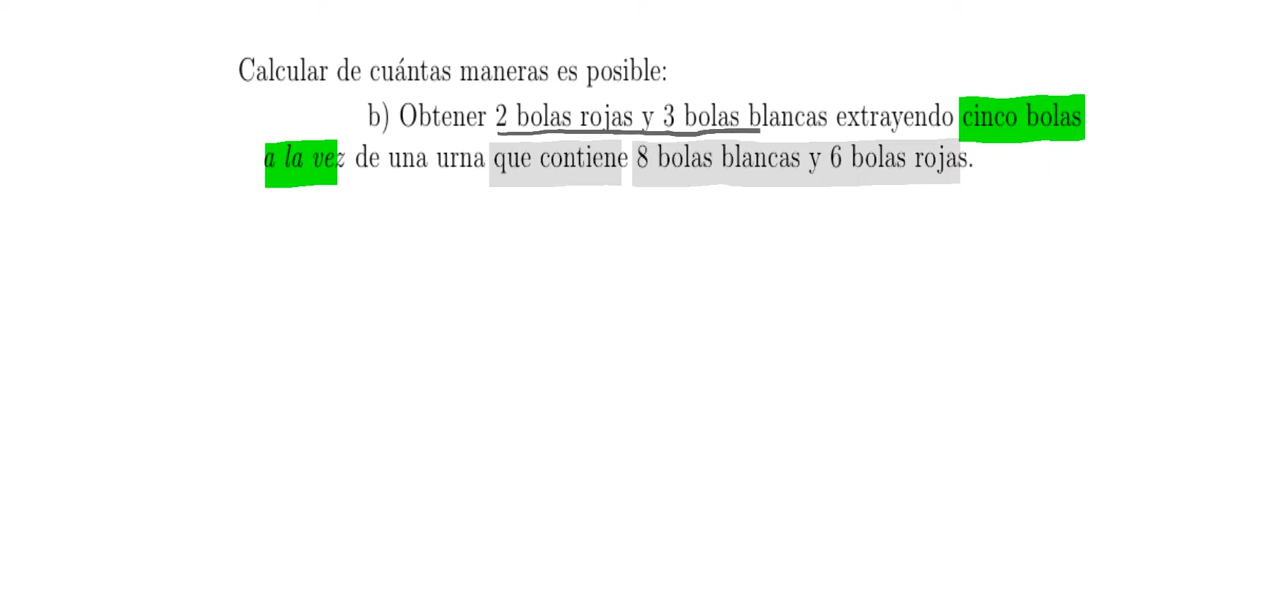 Calcular de cuántas maneras es posible:
b) Obtener 2 bolas rojas y 3 bolas blancas extrayendo cinco bolas
a la vez de una urna que contiene 8 bolas blancas y 6 bolas rojas.